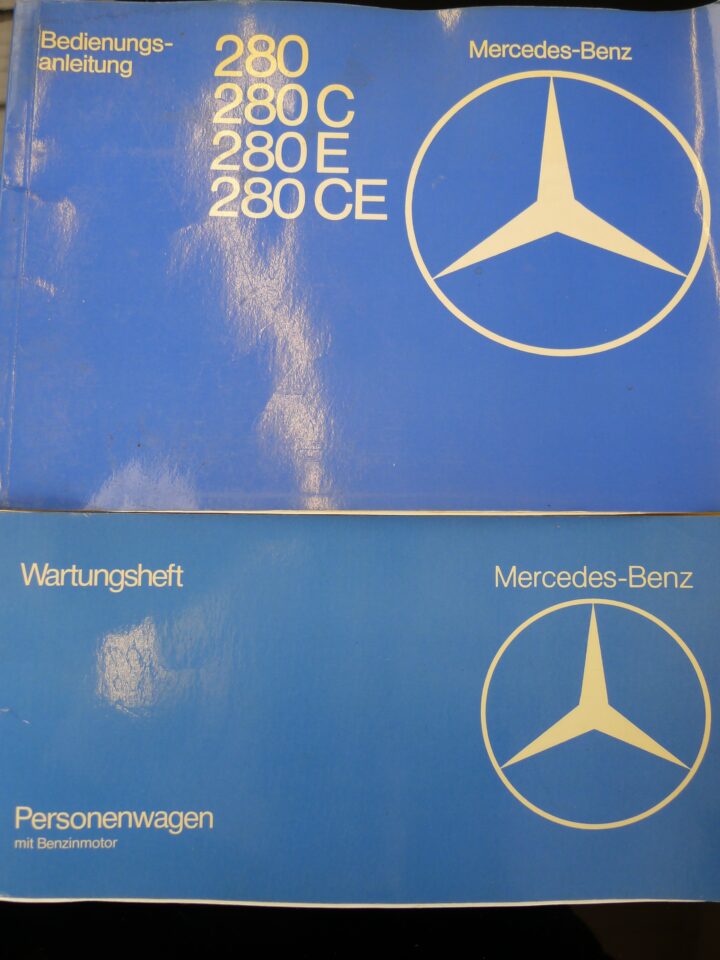 Bedienungs-
anleitung
280
280 C
280 E
280 CE
Mercedes-Benz
Wartungsheft
Mercedes-Benz
Personenwagen
mit Benzinmotor